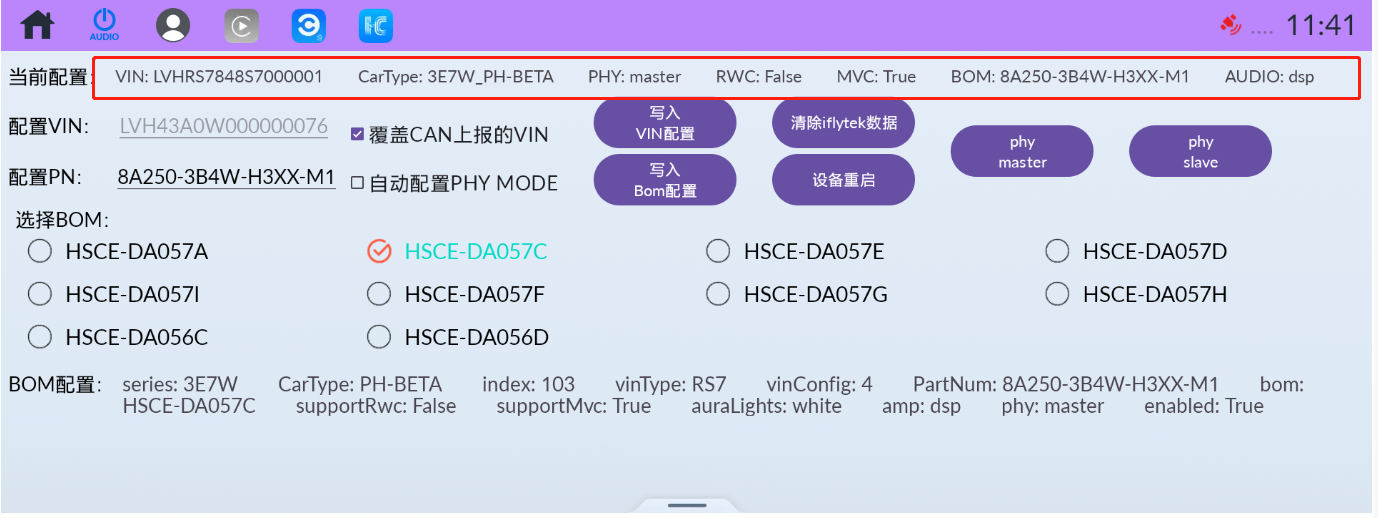 AUDIO
.... 11:41
当前配置: VIN: LVHRS7848S7000001 CarType: 3E7W_PH-BETA PHY: master RWC: False MVC: True BOM: 8A250-3B4W-H3XX-M1 AUDIO: dsp
配置VIN: LVH43A0W000000076 覆盖CAN上报的VIN
写入
VIN配置
清除iflytek数据
phy
master
phy
slave
配置PN: 8A250-3B4W-H3XX-M1 自动配置PHY MODE
写入
Bom配置
设备重启
选择BOM:
HSCE-DA057A HSCE-DA057C HSCE-DA057E HSCE-DA057D
HSCE-DA057I HSCE-DA057F HSCE-DA057G HSCE-DA057H
HSCE-DA056C HSCE-DA056D
BOM配置: series: 3E7W CarType: PH-BETA index: 103 vinType: RS7 vinConfig: 4 PartNum: 8A250-3B4W-H3XX-M1 bom:
HSCE-DA057C supportRwc: False supportMvc: True auraLights: white amp: dsp phy: master enabled: True